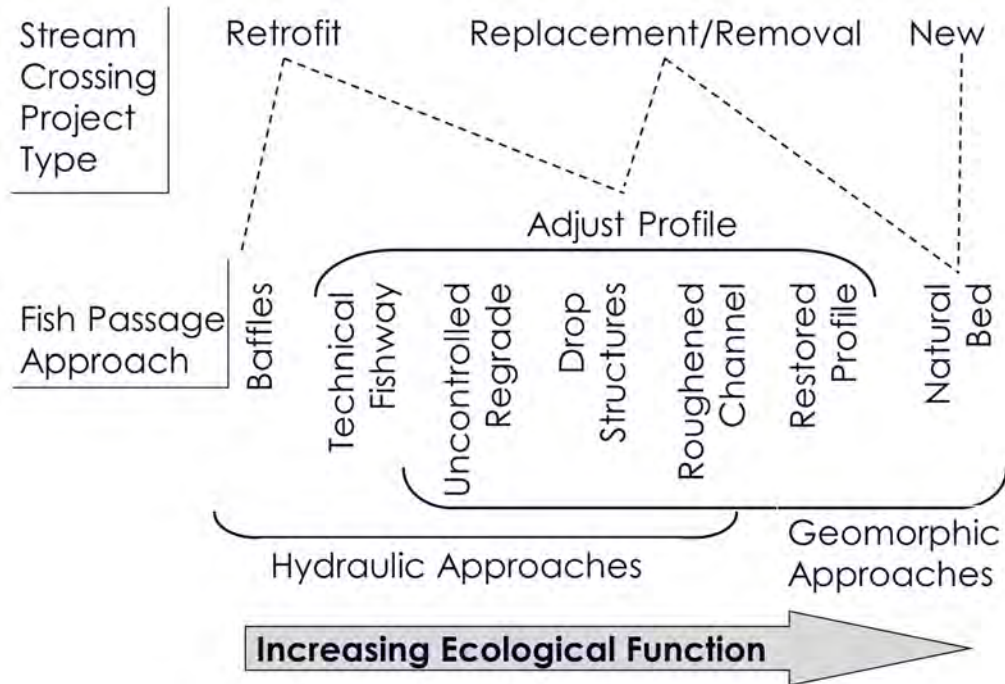 Stream
Crossing
Project
Type
Retrofit
Replacement/Removal
New
Adjust Profile
Fish Passage
Approach
Baffles
Technical
Fishway
Uncontrolled
Regrade
Drop
Structures
Roughened
Channel
Restored
Profile
Natural
Bed
Hydraulic Approaches
Geomorphic
Approaches
Increasing Ecological Function